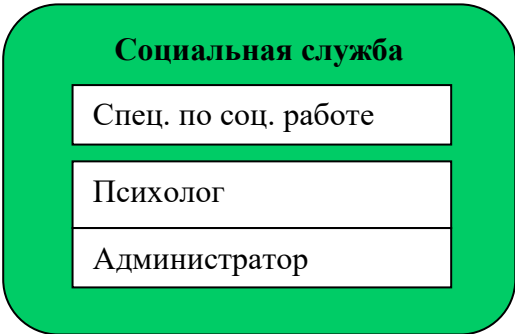 Социальная служба
Спец. по соц. работе
Психолог
Администратор